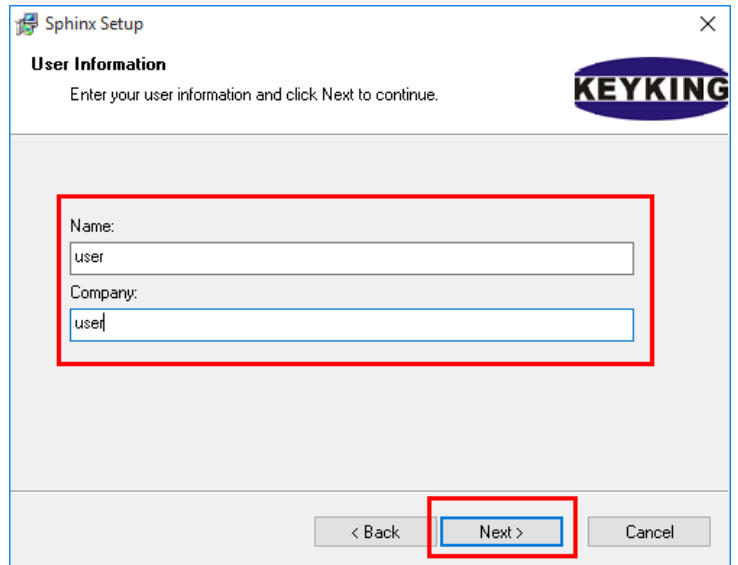 Sphinx Setup
User Information
Enter your user information and click Next to continue.
KEYKING
Name:
user
Company:
user
< Back
Next >
Cancel